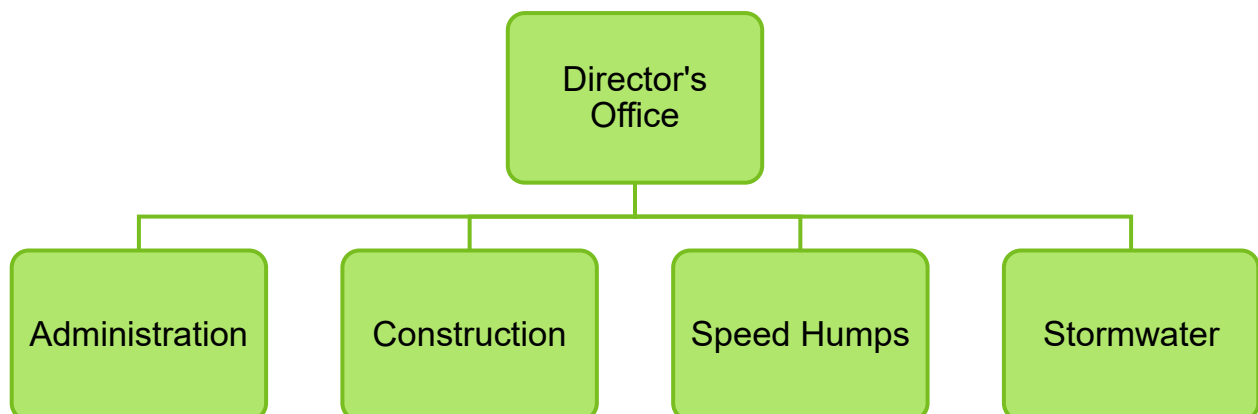 Director's
Office
Administration
Construction
Speed Humps
Stormwater